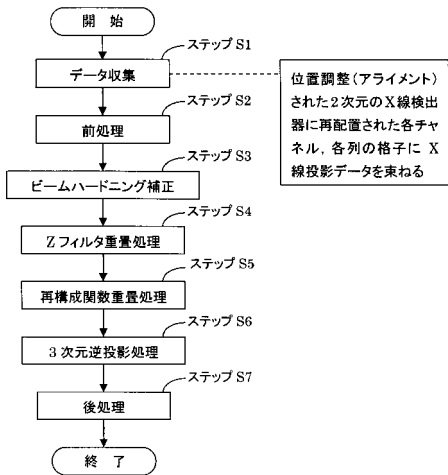 開 始
ステップ S1
データ収集
位置調整（アライメント）
された2次元のX線検出
器に再配置された各チャ
ネル，各列の格子に X
線投影データを束ねる
ステップ S2
前処理
ステップ S3
ビームハードニング補正
ステップ S4
Zフィルタ重畳処理
ステップ S5
再構成関数重畳処理
ステップ S6
3次元逆投影処理
ステップ S7
後処理
終 了